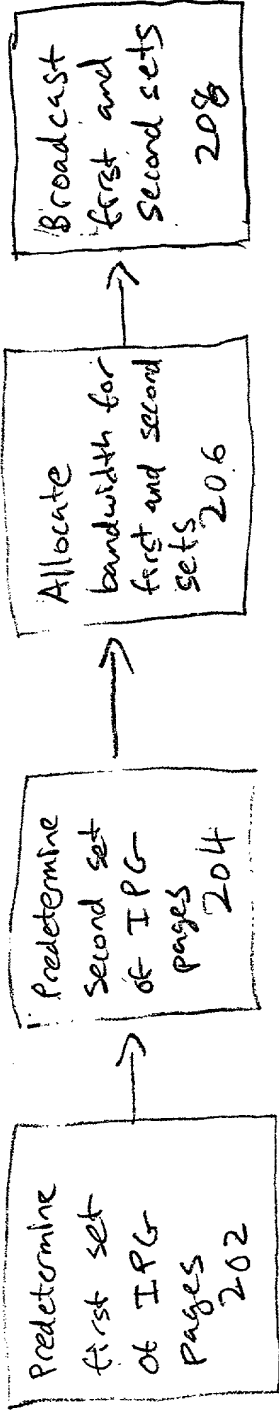 Predetermine
first set
of IPG
pages
202
Predetermine
second set
of IPG
pages
204
Allocate
bandwidth for
first and second
sets
206
Broadcast
first and
second sets
208